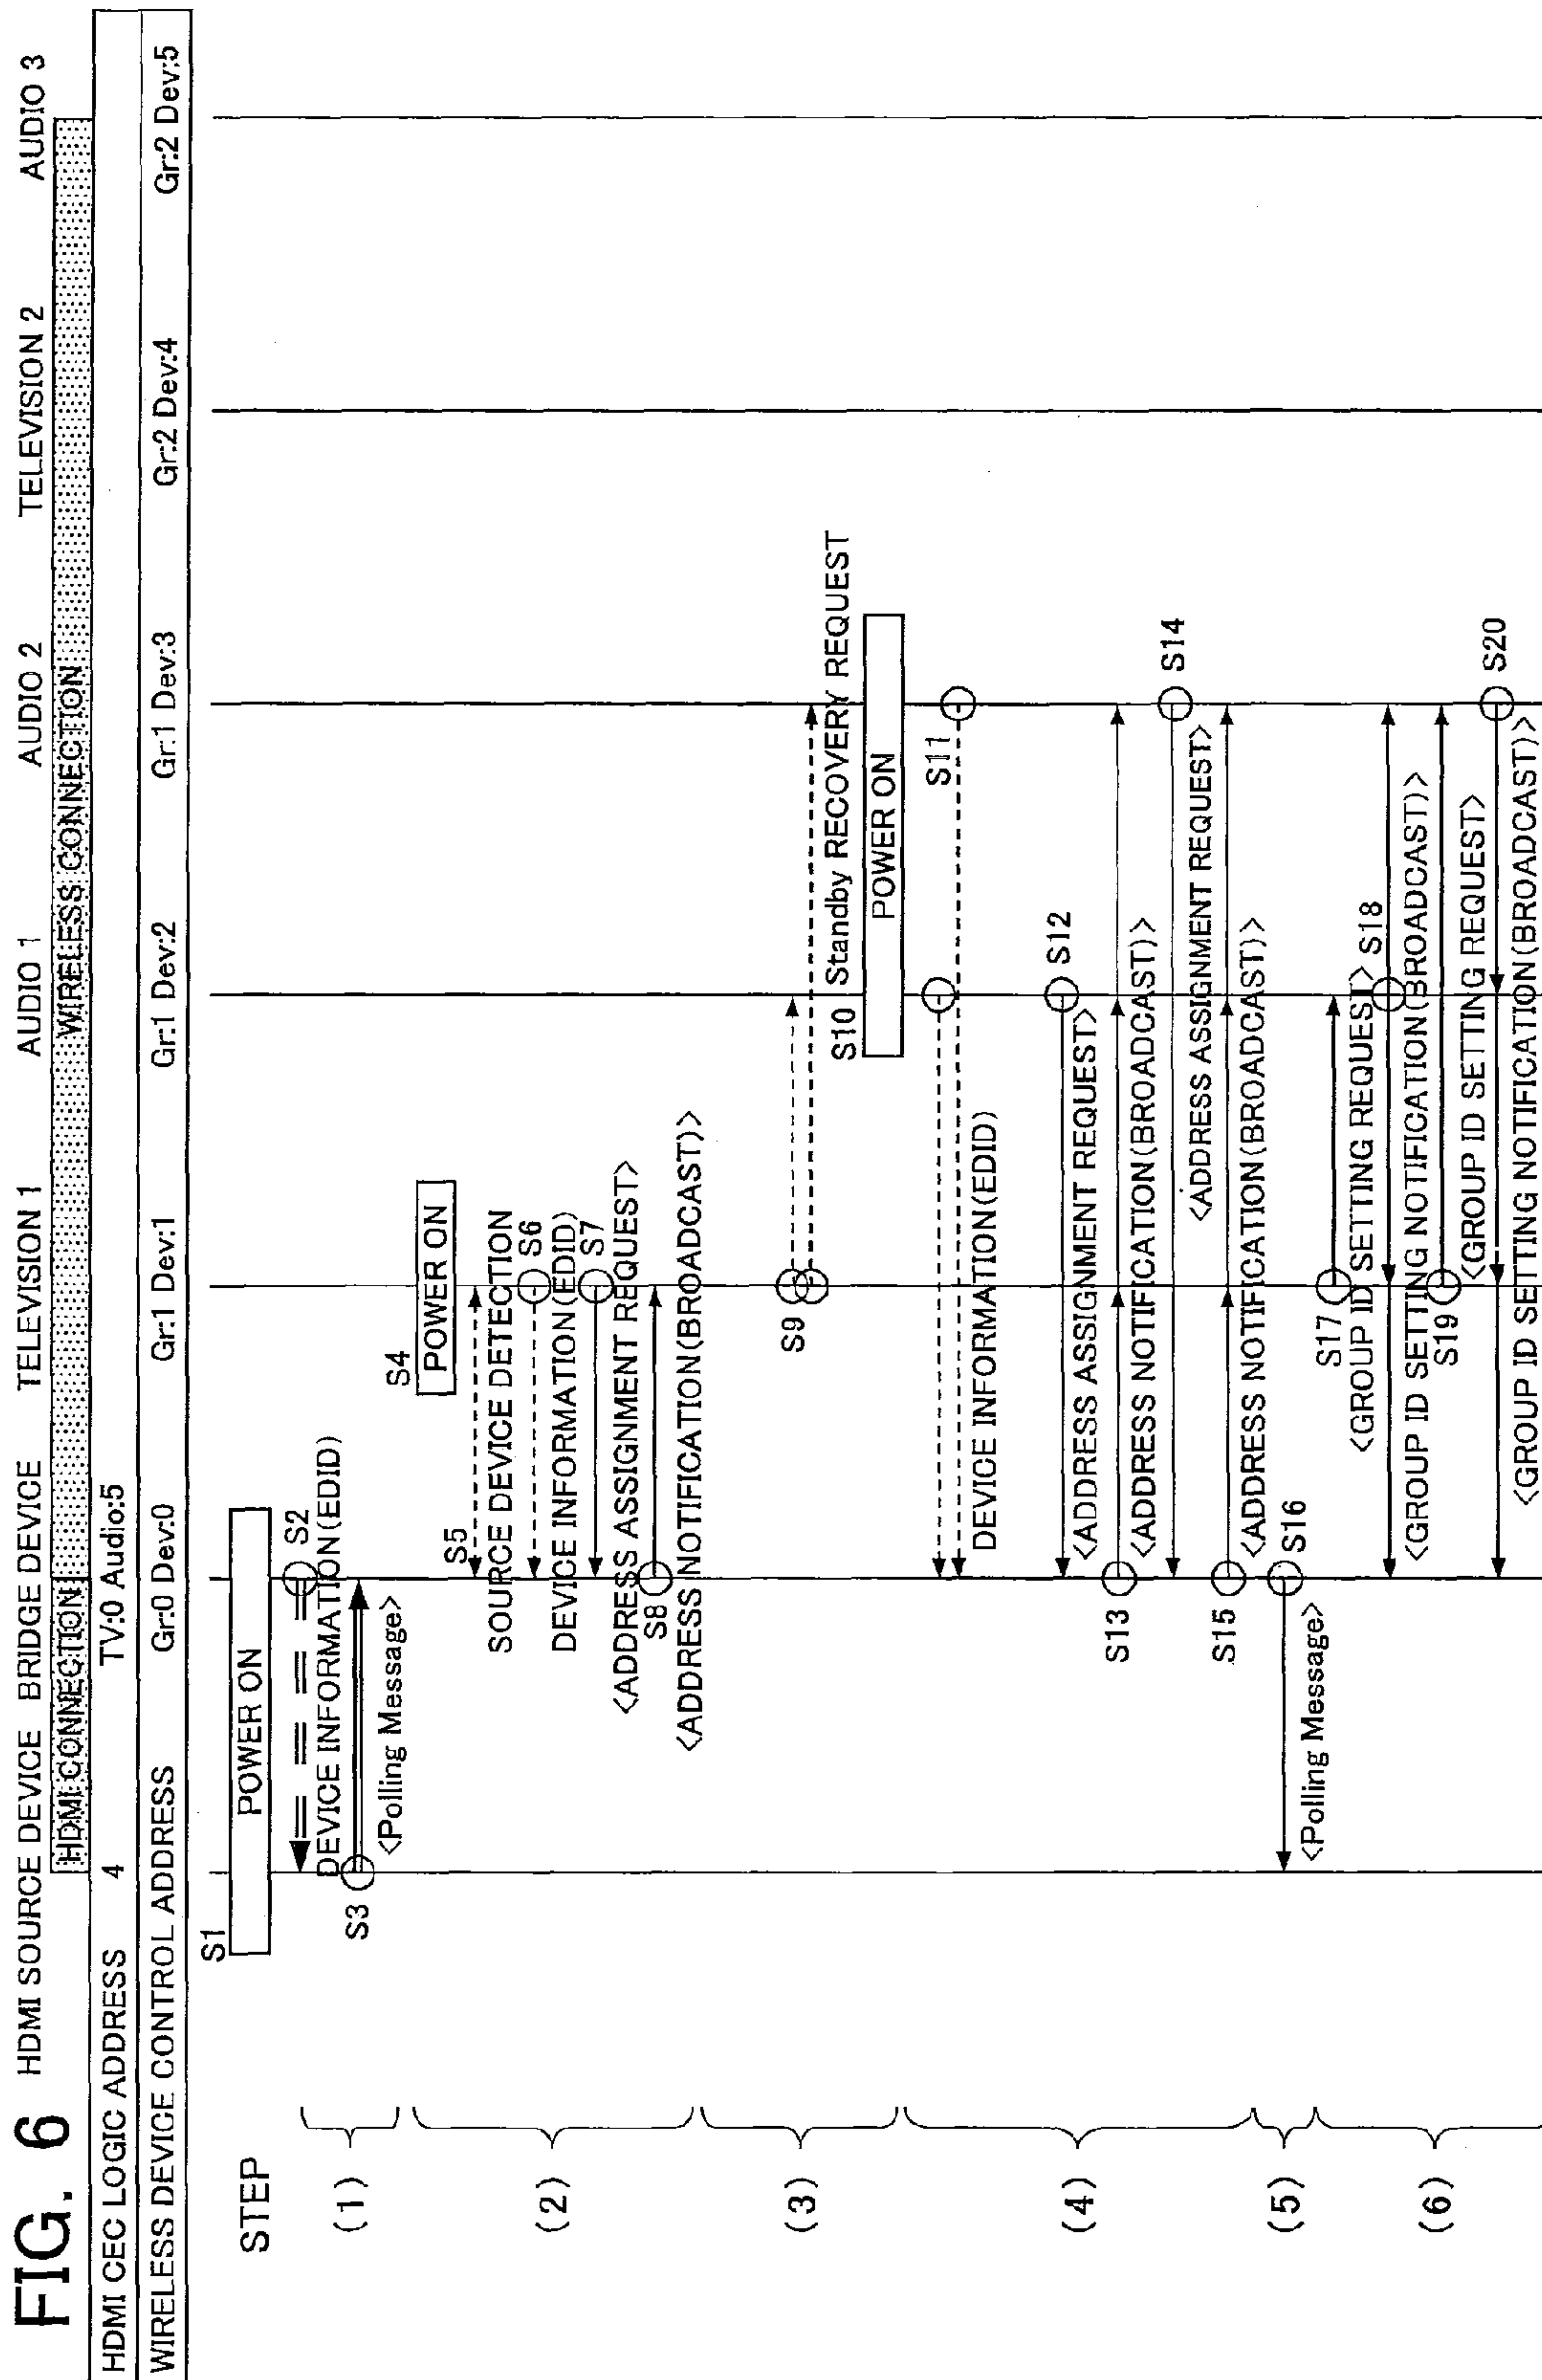 FIG. 6
HDMI SOURCE DEVICE BRIDGE DEVICE TELEVISION 1 AUDIO 1 AUDIO 2 TELEVISION 2 AUDIO 3
HDMI CONNECTION WIRELESS CONNECTION
HDMI CEC LOGIC ADDRESS 4 TV:0 Audio:5
WIRELESS DEVICE CONTROL ADDRESS Gr:0 Dev:0 Gr:1 Dev:1 Gr:1 Dev:2 Gr:1 Dev:3 Gr:2 Dev:4 Gr:2 Dev:5
STEP
S1
POWER ON
(1)
S2
DEVICE INFORMATION(EDID)
S3
<Polling Message>
(2)
S4
POWER ON
S5
SOURCE DEVICE DETECTION
S6
DEVICE INFORMATION(EDID)
S7
<ADDRESS ASSIGNMENT REQUEST>
S8
<ADDRESS NOTIFICATION(BROADCAST)>
(3)
S9
Standby RECOVERY REQUEST
S10
POWER ON
(4)
S11
DEVICE INFORMATION(EDID)
S12
<ADDRESS ASSIGNMENT REQUEST>
S13
<ADDRESS NOTIFICATION(BROADCAST)>
S14
<ADDRESS ASSIGNMENT REQUEST>
S15
<ADDRESS NOTIFICATION(BROADCAST)>
(5)
S16
<Polling Message>
(6)
S17
<GROUP ID SETTING REQUEST>
S18
<GROUP ID SETTING NOTIFICATION(BROADCAST)>
S19
<GROUP ID SETTING REQUEST>
S20
<GROUP ID SETTING NOTIFICATION(BROADCAST)>